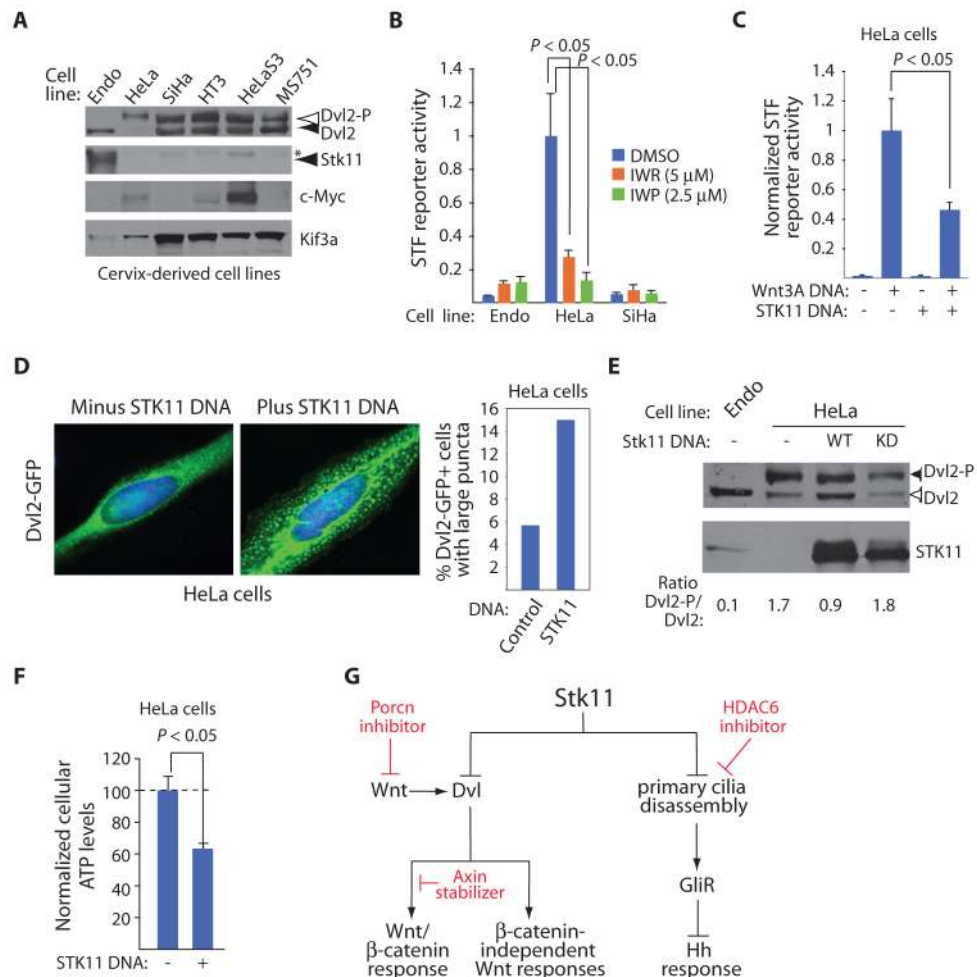 A
Cell line:
Endo
HeLa
SiHa
HT3
HeLaS3
MS751
Dvl2-P
Dvl2
*
Stk11
c-Myc
Kif3a
Cervix-derived cell lines
B
P < 0.05
P < 0.05
STF reporter activity
1.4
1.2
1
0.8
0.6
0.4
0.2
DMSO
IWR (5 μM)
IWP (2.5 μM)
Cell line: Endo HeLa SiHa
C
HeLa cells
P < 0.05
Normalized STF
reporter activity
1.4
1.2
1
0.8
0.6
0.4
0.2
Wnt3A DNA: - + - +
STK11 DNA: - - + +
D
Minus STK11 DNA
Plus STK11 DNA
Dvl2-GFP
HeLa cells
HeLa cells
% Dvl2-GFP+ cells
with large puncta
16
14
12
10
8
6
4
2
DNA:
Control
STK11
E
Cell line: Endo HeLa
Stk11 DNA: - - WT KD
Dvl2-P
Dvl2
STK11
Ratio
Dvl2-P/
Dvl2:
0.1 1.7 0.9 1.8
F
HeLa cells
P < 0.05
Normalized cellular
ATP levels
120
100
80
60
40
20
STK11 DNA: - +
G
Stk11
Porcn
inhibitor
HDAC6
inhibitor
Wnt
Dvl
primary cilia
disassembly
Axin
stabilizer
GliR
Wnt/
β-catenin
response
β-catenin-
independent
Wnt responses
Hh
response